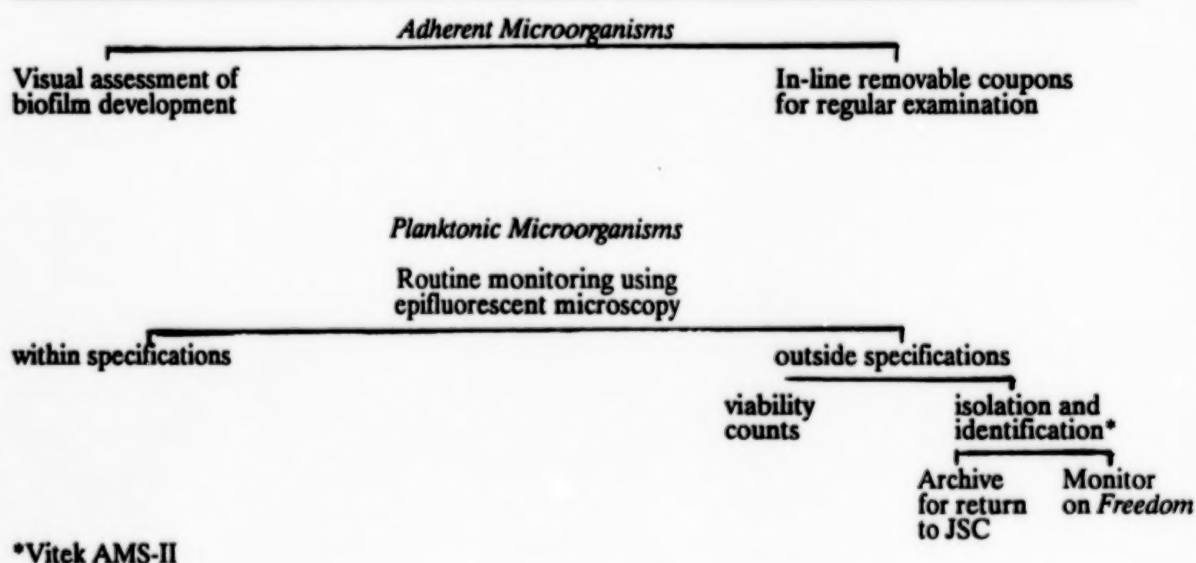 Adherent Microorganisms
Visual assessment of
biofilm development
In-line removable coupons
for regular examination
Planktonic Microorganisms
Routine monitoring using
epifluorescent microscopy
within specifications
outside specifications
viability
counts
isolation and
identification*
Archive
for return
to JSC
Monitor
on Freedom
*Vitek AMS-II